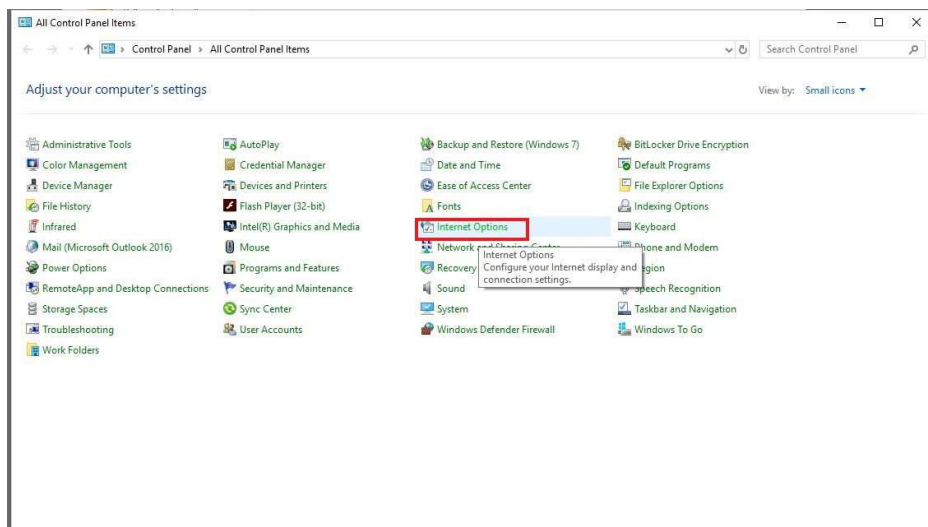 All Control Panel Items
Control Panel > All Control Panel Items
Search Control Panel
Adjust your computer's settings
View by: Small icons
Administrative Tools
AutoPlay
Backup and Restore (Windows 7)
BitLocker Drive Encryption
Color Management
Credential Manager
Date and Time
Default Programs
Device Manager
Devices and Printers
Ease of Access Center
File Explorer Options
File History
Flash Player (32-bit)
Fonts
Indexing Options
Infrared
Intel(R) Graphics and Media
Internet Options
Keyboard
Mail (Microsoft Outlook 2016)
Mouse
Network and Sharing Center
Phone and Modem
Internet Options
Configure your Internet display and
connection settings.
Power Options
Programs and Features
Recovery
Region
RemoteApp and Desktop Connections
Security and Maintenance
Sound
Speech Recognition
Storage Spaces
Sync Center
System
Taskbar and Navigation
Troubleshooting
User Accounts
Windows Defender Firewall
Windows To Go
Work Folders